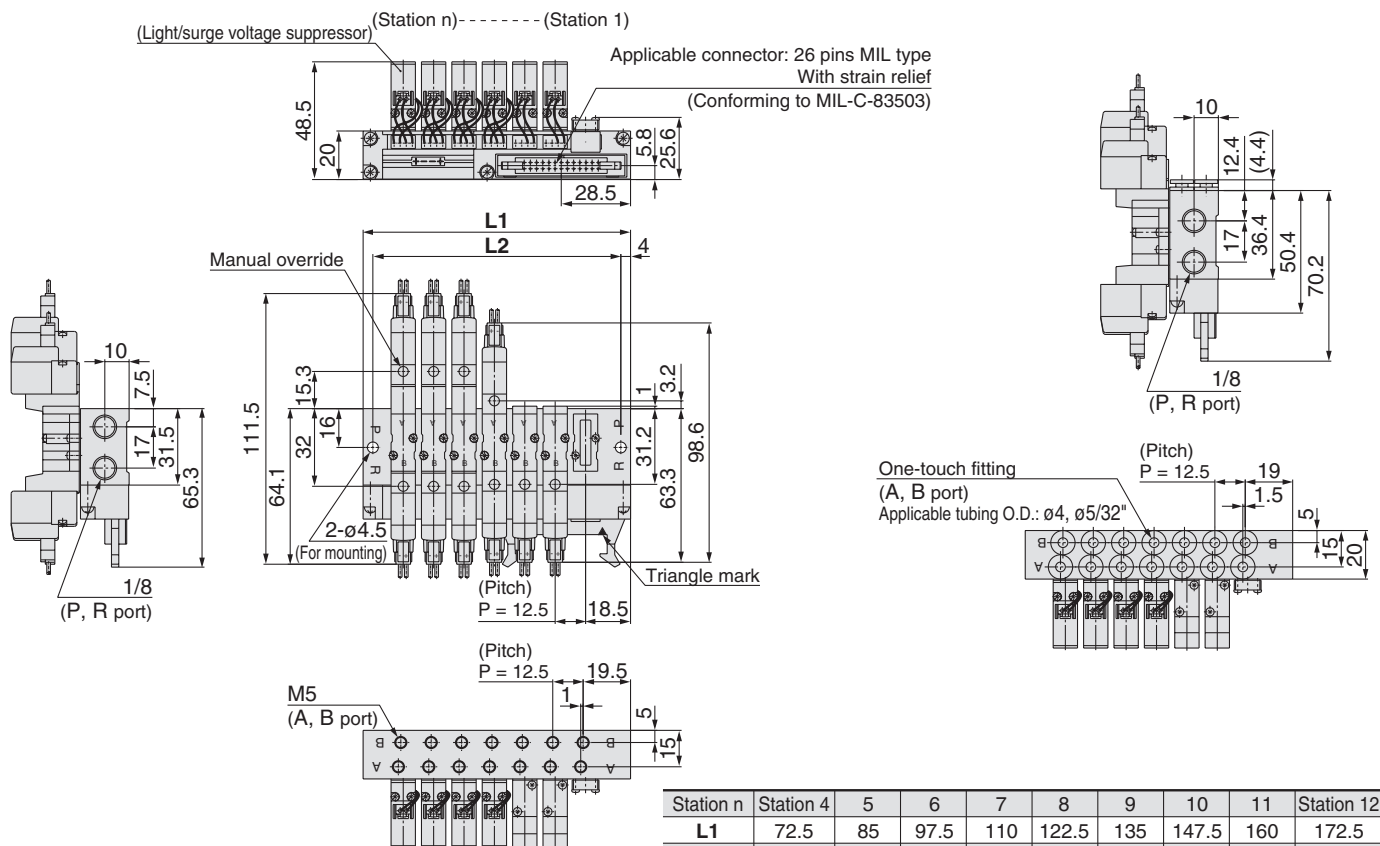 (Station n)
(Station 1)
(Light/surge voltage suppressor)
Applicable connector: 26 pins MIL type
With strain relief
(Conforming to MIL-C-83503)
48.5
20
5.8
25.6
28.5
L1
L2
4
Manual override
111.5
15.3
64.1
32
16
P
R
A
A
A
A
A
A
B
B
B
B
B
B
P
R
1
3.2
31.2
63.3
98.6
2-ø4.5
(For mounting)
Triangle mark
(Pitch)
P = 12.5
18.5
10
7.5
17
31.5
65.3
1/8
(P, R port)
10
12.4
(4.4)
17
36.4
50.4
70.2
1/8
(P, R port)
One-touch fitting
(A, B port)
Applicable tubing O.D.: ø4, ø5/32"
(Pitch)
P = 12.5
19
1.5
5
15
20
B
B
A
A
(Pitch)
P = 12.5
19.5
M5
(A, B port)
1
5
15
B
B
A
A
Station n Station 4 5 6 7 8 9 10 11 Station 12
L1 72.5 85 97.5 110 122.5 135 147.5 160 172.5